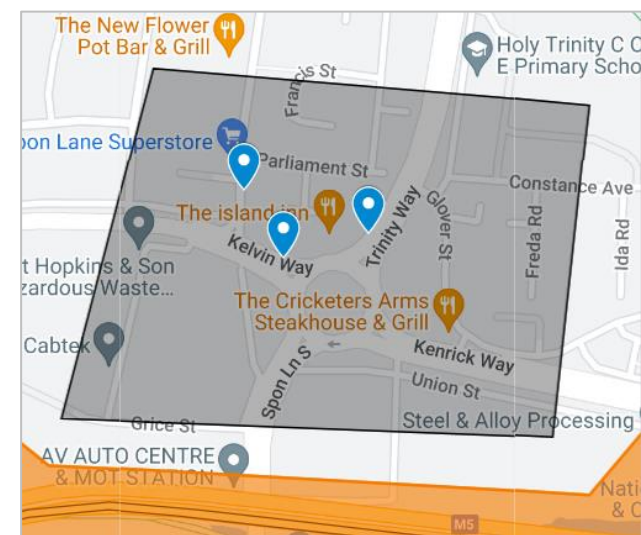 The New Flower
Pot Bar & Grill
Holy Trinity C C
E Primary Scho
Francis St
oon Lane Superstore
Parliament St
Constance Ave
The island inn
Kelvin Way
Trinity Way
Glover St
Freda Rd
Ida Rd
t Hopkins & Son
zardous Waste...
The Cricketers Arms
Steakhouse & Grill
Cabtek
Kenrick Way
Union St
Spon Ln S
Grice St
Steel & Alloy Processing
AV AUTO CENTRE
& MOT STATION
Nati
& C
M5